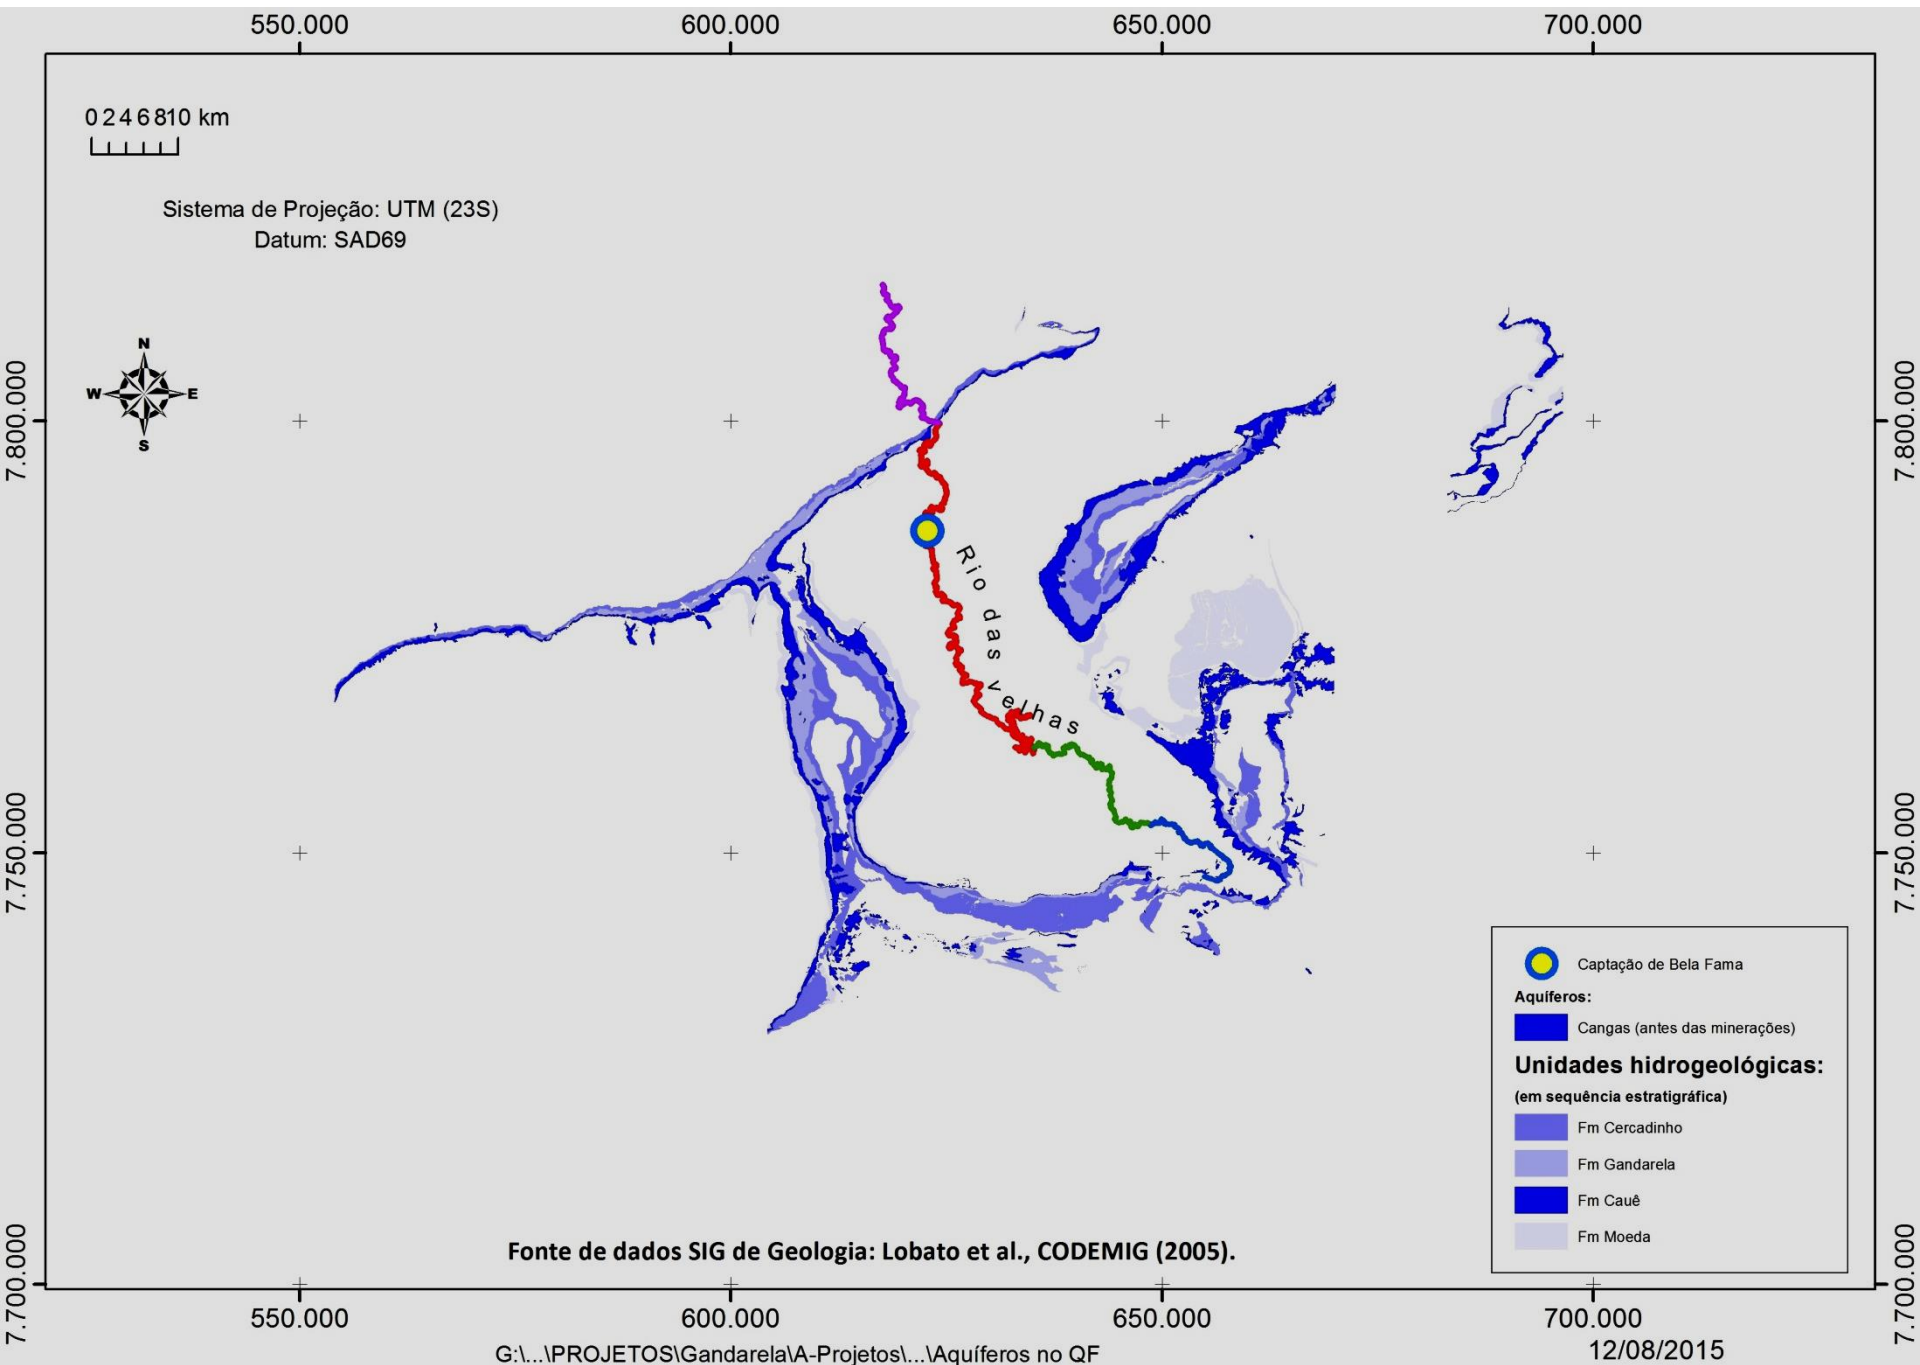 550.000 600.000 650.000 700.000
0 2 4 6 8 10 km
Sistema de Projeção: UTM (23S)
Datum: SAD69
N
W E
S
7.800.000
7.800.000
Rio das velhas
7.750.000
7.750.000
Captação de Bela Fama
Aquíferos:
Cangas (antes das minerações)
Unidades hidrogeológicas:
(em sequência estratigráfica)
Fm Cercadinho
Fm Gandarela
Fm Cauê
Fm Moeda
Fonte de dados SIG de Geologia: Lobato et al., CODEMIG (2005).
7.700.000
7.700.000
550.000 600.000 650.000 700.000
G:\...\PROJETOS\Gandarela\A-Projetos\...\Aquíferos no QF
12/08/2015